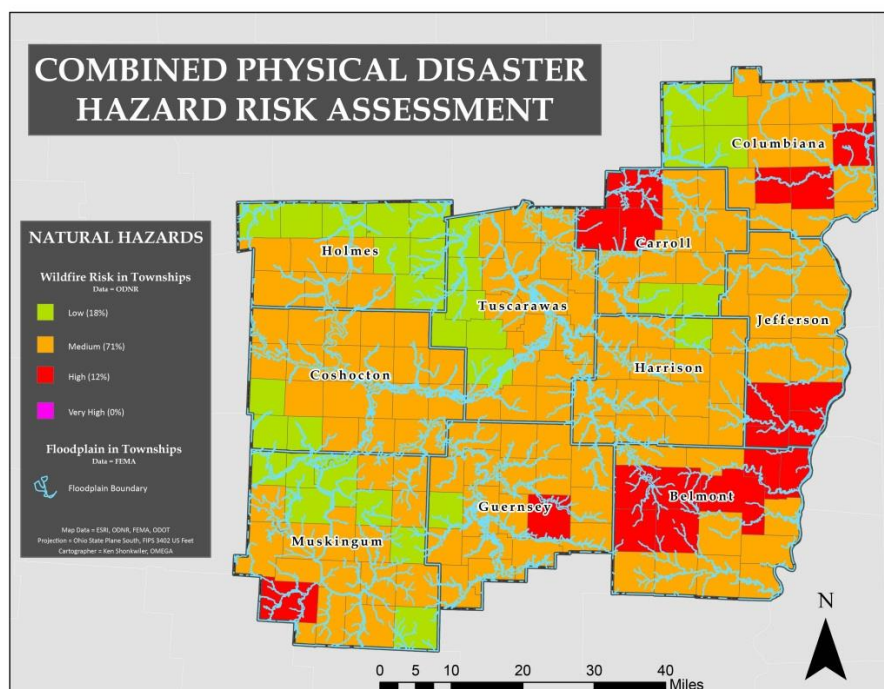 COMBINED PHYSICAL DISASTER
HAZARD RISK ASSESSMENT
NATURAL HAZARDS
Wildfire Risk in Townships
Data = ODNR
Low (18%)
Medium (71%)
High (12%)
Very High (0%)
Floodplain in Townships
Data = FEMA
Floodplain Boundary
Map Data = ESRI, ODNR, FEMA, ODOT
Projection = Ohio State Plane South, FIPS 3402 US Feet
Cartographer = Ken Shonkwiler, OMEGA
Columbiana
Carroll
Holmes
Tuscarawas
Jefferson
Coshocton
Harrison
Belmont
Guernsey
Muskingum
N
0 5 10 20 30 40
Miles